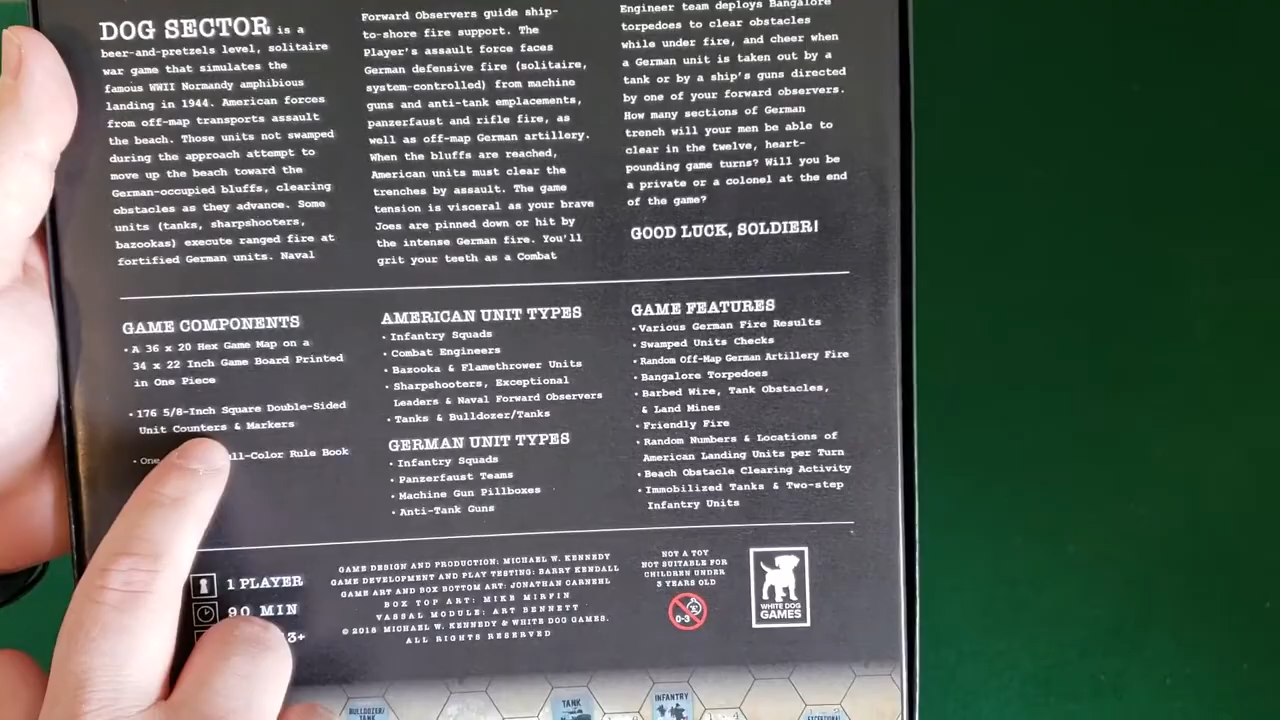 DOG SECTOR is a
beer-and-pretzels level, solitaire
war game that simulates the
famous WWII Normandy amphibious
landing in 1944. American forces
from off-map transports assault
the beach. Those units not swamped
during the approach attempt to
move up the beach toward the
German-occupied bluffs, clearing
obstacles as they advance. Some
units (tanks, sharpshooters,
bazookas) execute ranged fire at
fortified German units. Naval
Forward Observers guide ship-
to-shore fire support. The
Player's assault force faces
German defensive fire (solitaire,
system-controlled) from machine
guns and anti-tank emplacements,
panzerfaust and rifle fire, as
well as off-map German artillery.
When the bluffs are reached,
American units must clear the
trenches by assault. The game
tension is visceral as your brave
Joes are pinned down or hit by
the intense German fire. You'll
grit your teeth as a Combat
Engineer team deploys Bangalore
torpedoes to clear obstacles
while under fire, and cheer when
a German unit is taken out by a
tank or by a ship's guns directed
by one of your forward observers.
How many sections of German
trench will your men be able to
clear in the twelve, heart-
pounding game turns? Will you be
a private or a colonel at the end
of the game?
GOOD LUCK, SOLDIER!
GAME COMPONENTS
• A 36 x 20 Hex Game Map on a
34 x 22 Inch Game Board Printed
in One Piece
• 176 5/8-Inch Square Double-Sided
Unit Counters & Markers
• One ull-Color Rule Book
AMERICAN UNIT TYPES
• Infantry Squads
• Combat Engineers
• Bazooka & Flamethrower Units
• Sharpshooters, Exceptional
Leaders & Naval Forward Observers
• Tanks & Bulldozer/Tanks
GERMAN UNIT TYPES
• Infantry Squads
• Panzerfaust Teams
• Machine Gun Pillboxes
• Anti-Tank Guns
GAME FEATURES
• Various German Fire Results
• Swamped Units Checks
• Random Off-Map German Artillery Fire
• Bangalore Torpedoes
• Barbed Wire, Tank Obstacles,
& Land Mines
• Friendly Fire
• Random Numbers & Locations of
American Landing Units per Turn
• Beach Obstacle Clearing Activity
• Immobilized Tanks & Two-step
Infantry Units
1 PLAYER
90 MIN
3+
GAME DESIGN AND PRODUCTION: MICHAEL W. KENNEDY
GAME DEVELOPMENT AND PLAY TESTING: BARRY KENDALL
GAME ART AND BOX BOTTOM ART: JONATHAN CARNEHL
BOX TOP ART: MIKE MIRFIN
VASSAL MODULE: ART BENNETT
© 2018 MICHAEL W. KENNEDY & WHITE DOG GAMES.
ALL RIGHTS RESERVED
NOT A TOY
NOT SUITABLE FOR
CHILDREN UNDER
3 YEARS OLD
0-3
WHITE DOG
GAMES
BULLDOZER/
TANK
TANK
INFANTRY
EXCEPTIONAL